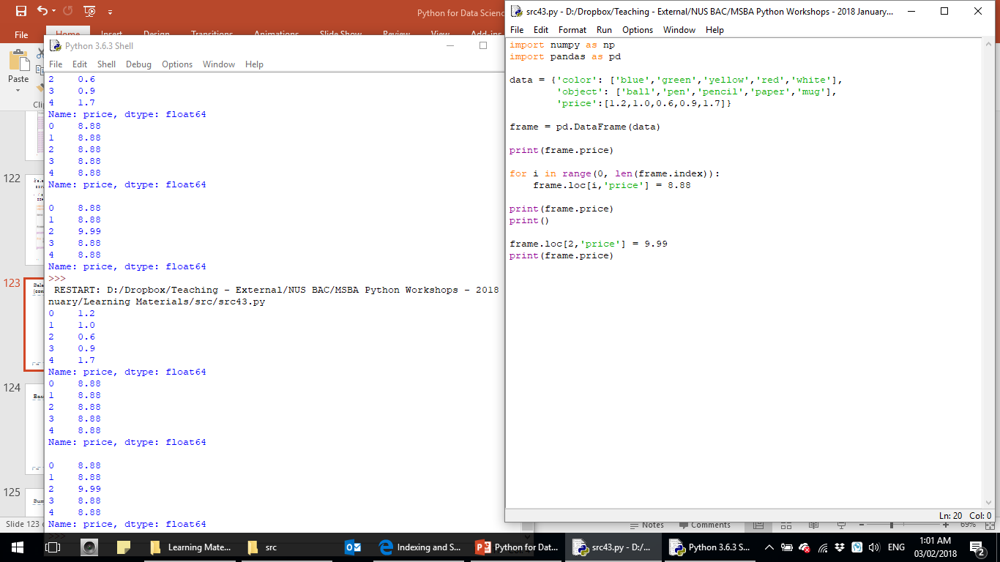 Python for Data Scienc
File Home Insert Design Transitions Animations Slide Show Review View Add-ins
Paste
Clip
122
123
124
125
Slide 123 o
Notes
Comments
69%
Python 3.6.3 Shell
File Edit Shell Debug Options Window Help
2 0.6
3 0.9
4 1.7
Name: price, dtype: float64
0 8.88
1 8.88
2 8.88
3 8.88
4 8.88
Name: price, dtype: float64
0 8.88
1 8.88
2 9.99
3 8.88
4 8.88
Name: price, dtype: float64
>>>
RESTART: D:/Dropbox/Teaching - External/NUS BAC/MSBA Python Workshops - 2018
nuary/Learning Materials/src/src43.py
0 1.2
1 1.0
2 0.6
3 0.9
4 1.7
Name: price, dtype: float64
0 8.88
1 8.88
2 8.88
3 8.88
4 8.88
Name: price, dtype: float64
0 8.88
1 8.88
2 9.99
3 8.88
4 8.88
Name: price, dtype: float64
>>>
src43.py - D:/Dropbox/Teaching - External/NUS BAC/MSBA Python Workshops - 2018 January...
File Edit Format Run Options Window Help
import numpy as np
import pandas as pd
data = {'color': ['blue','green','yellow','red','white'],
'object': ['ball','pen','pencil','paper','mug'],
'price':[1.2,1.0,0.6,0.9,1.7]}
frame = pd.DataFrame(data)
print(frame.price)
for i in range(0, len(frame.index)):
frame.loc[i,'price'] = 8.88
print(frame.price)
print()
frame.loc[2,'price'] = 9.99
print(frame.price)
Ln: 20 Col: 0
Learning Mate...
src
Indexing and S...
Python for Dat...
src43.py - D:/...
Python 3.6.3 S...
ENG
1:01 AM
03/02/2018
2